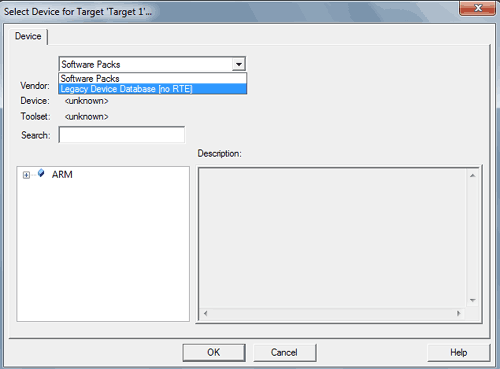 Select Device for Target 'Target 1'...
Device
Software Packs
Software Packs
Legacy Device Database [no RTE]
Vendor:
Device: <unknown>
Toolset: <unknown>
Search:
Description:
ARM
OK Cancel Help